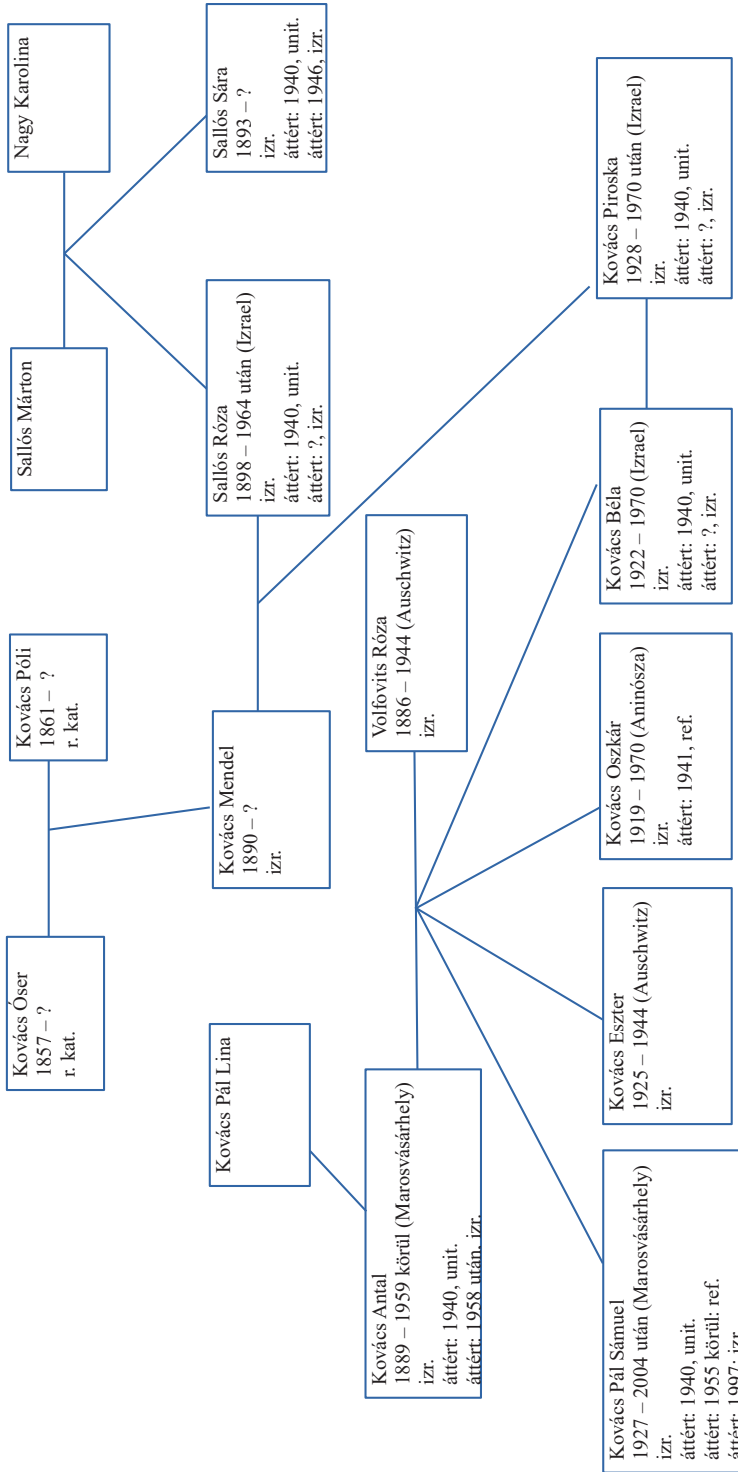 Kovács Óser
1857 – ?
r. kat.
Kovács Póli
1861 – ?
r. kat.
Sallós Márton
Nagy Karolina
Kovács Pál Lina
Kovács Mendel
1890 – ?
izr.
Sallós Róza
1898 – 1964 után (Izrael)
izr.
áttért: 1940, unit.
áttért: ?, izr.
Sallós Sára
1893 – ?
izr.
áttért: 1940, unit.
áttért: 1946, izr.
Kovács Antal
1889 – 1959 körül (Marosvásárhely)
izr.
áttért: 1940, unit.
áttért: 1958 után, izr.
Volfovits Róza
1886 – 1944 (Auschwitz)
izr.
Kovács Pál Sámuel
1927 – 2004 után (Marosvásárhely)
izr.
áttért: 1940, unit.
áttért: 1955 körül: ref.
áttért: 1997: izr.
Kovács Eszter
1925 – 1944 (Auschwitz)
izr.
Kovács Oszkár
1919 – 1970 (Aninósza)
izr.
áttért: 1941, ref.
Kovács Béla
1922 – 1970 (Izrael)
izr.
áttért: 1940, unit.
áttért: ?, izr.
Kovács Piroska
1928 – 1970 után (Izrael)
izr.
áttért: 1940, unit.
áttért: ?, izr.